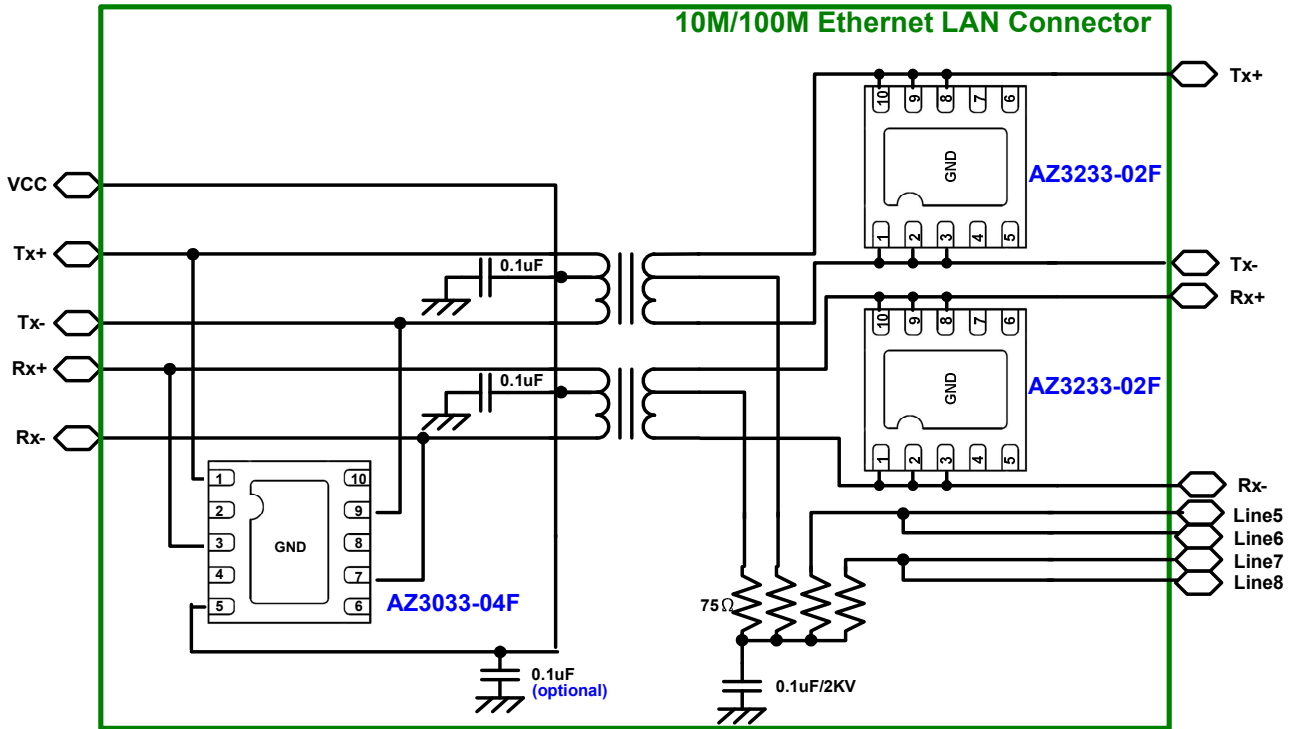 10M/100M Ethernet LAN Connector
Tx+
10 9 8 7 6
GND
AZ3233-02F
1 2 3 4 5
VCC
Tx+
0.1uF
Tx-
Tx-
Rx+
10 9 8 7 6
Rx+
0.1uF
GND
AZ3233-02F
Rx-
1 2 3 4 5
1 10
2 9
3 8
4 7
5 6
GND
AZ3033-04F
Rx-
Line5
Line6
Line7
Line8
75Ω
0.1uF
(optional)
0.1uF/2KV